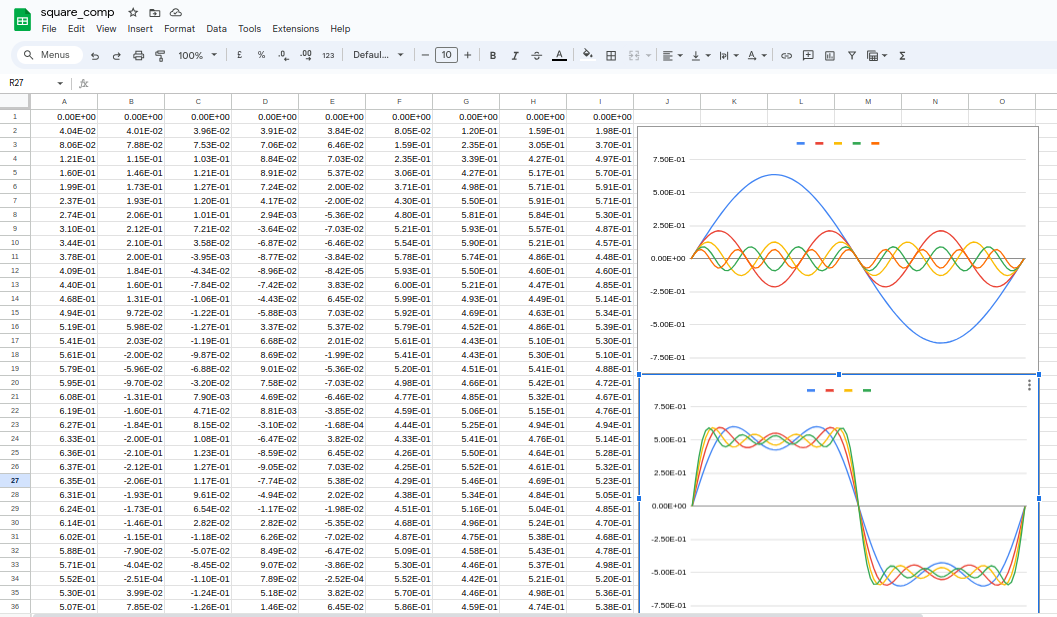 square_comp
File Edit View Insert Format Data Tools Extensions Help
Menus 100% £ % .0 .00 123 Defaul... − 10 + B I A
R27 fx
A B C D E F G H I J K L M N O
1 0.00E+00 0.00E+00 0.00E+00 0.00E+00 0.00E+00 0.00E+00 0.00E+00 0.00E+00 0.00E+00
2 4.04E-02 4.01E-02 3.96E-02 3.91E-02 3.84E-02 8.05E-02 1.20E-01 1.59E-01 1.98E-01
3 8.06E-02 7.88E-02 7.53E-02 7.06E-02 6.46E-02 1.59E-01 2.35E-01 3.05E-01 3.70E-01
4 1.21E-01 1.15E-01 1.03E-01 8.84E-02 7.03E-02 2.35E-01 3.39E-01 4.27E-01 4.97E-01
5 1.60E-01 1.46E-01 1.21E-01 8.91E-02 5.37E-02 3.06E-01 4.27E-01 5.17E-01 5.70E-01
6 1.99E-01 1.73E-01 1.27E-01 7.24E-02 2.00E-02 3.71E-01 4.98E-01 5.71E-01 5.91E-01
7 2.37E-01 1.93E-01 1.20E-01 4.17E-02 -2.00E-02 4.30E-01 5.50E-01 5.91E-01 5.71E-01
8 2.74E-01 2.06E-01 1.01E-01 2.94E-03 -5.36E-02 4.80E-01 5.81E-01 5.84E-01 5.30E-01
9 3.10E-01 2.12E-01 7.21E-02 -3.64E-02 -7.03E-02 5.21E-01 5.93E-01 5.57E-01 4.87E-01
10 3.44E-01 2.10E-01 3.58E-02 -6.87E-02 -6.46E-02 5.54E-01 5.90E-01 5.21E-01 4.57E-01
11 3.78E-01 2.00E-01 -3.95E-03 -8.77E-02 -3.84E-02 5.78E-01 5.74E-01 4.86E-01 4.48E-01
12 4.09E-01 1.84E-01 -4.34E-02 -8.96E-02 -8.42E-05 5.93E-01 5.50E-01 4.60E-01 4.60E-01
13 4.40E-01 1.60E-01 -7.84E-02 -7.42E-02 3.83E-02 6.00E-01 5.21E-01 4.47E-01 4.85E-01
14 4.68E-01 1.31E-01 -1.06E-01 -4.43E-02 6.45E-02 5.99E-01 4.93E-01 4.49E-01 5.14E-01
15 4.94E-01 9.72E-02 -1.22E-01 -5.88E-03 7.03E-02 5.92E-01 4.69E-01 4.63E-01 5.34E-01
16 5.19E-01 5.98E-02 -1.27E-01 3.37E-02 5.37E-02 5.79E-01 4.52E-01 4.86E-01 5.39E-01
17 5.41E-01 2.03E-02 -1.19E-01 6.68E-02 2.01E-02 5.61E-01 4.43E-01 5.10E-01 5.30E-01
18 5.61E-01 -2.00E-02 -9.87E-02 8.69E-02 -1.99E-02 5.41E-01 4.43E-01 5.30E-01 5.10E-01
19 5.79E-01 -5.96E-02 -6.88E-02 9.01E-02 -5.36E-02 5.20E-01 4.51E-01 5.41E-01 4.88E-01
20 5.95E-01 -9.70E-02 -3.20E-02 7.58E-02 -7.03E-02 4.98E-01 4.66E-01 5.42E-01 4.72E-01
21 6.08E-01 -1.31E-01 7.90E-03 4.69E-02 -6.46E-02 4.77E-01 4.85E-01 5.32E-01 4.67E-01
22 6.19E-01 -1.60E-01 4.71E-02 8.81E-03 -3.85E-02 4.59E-01 5.06E-01 5.15E-01 4.76E-01
23 6.27E-01 -1.84E-01 8.15E-02 -3.10E-02 -1.68E-04 4.44E-01 5.25E-01 4.94E-01 4.94E-01
24 6.33E-01 -2.00E-01 1.08E-01 -6.47E-02 3.82E-02 4.33E-01 5.41E-01 4.76E-01 5.14E-01
25 6.36E-01 -2.10E-01 1.23E-01 -8.59E-02 6.45E-02 4.26E-01 5.50E-01 4.64E-01 5.28E-01
26 6.37E-01 -2.12E-01 1.27E-01 -9.05E-02 7.03E-02 4.25E-01 5.52E-01 4.61E-01 5.32E-01
27 6.35E-01 -2.06E-01 1.17E-01 -7.74E-02 5.38E-02 4.29E-01 5.46E-01 4.69E-01 5.23E-01
28 6.31E-01 -1.93E-01 9.61E-02 -4.94E-02 2.02E-02 4.38E-01 5.34E-01 4.84E-01 5.05E-01
29 6.24E-01 -1.73E-01 6.54E-02 -1.17E-02 -1.98E-02 4.51E-01 5.16E-01 5.04E-01 4.85E-01
30 6.14E-01 -1.46E-01 2.82E-02 2.82E-02 -5.35E-02 4.68E-01 4.96E-01 5.24E-01 4.70E-01
31 6.02E-01 -1.15E-01 -1.18E-02 6.26E-02 -7.02E-02 4.87E-01 4.75E-01 5.38E-01 4.68E-01
32 5.88E-01 -7.90E-02 -5.07E-02 8.49E-02 -6.47E-02 5.09E-01 4.58E-01 5.43E-01 4.78E-01
33 5.71E-01 -4.04E-02 -8.45E-02 9.07E-02 -3.86E-02 5.30E-01 4.46E-01 5.37E-01 4.98E-01
34 5.52E-01 -2.51E-04 -1.10E-01 7.89E-02 -2.52E-04 5.52E-01 4.42E-01 5.21E-01 5.20E-01
35 5.30E-01 3.99E-02 -1.24E-01 5.18E-02 3.82E-02 5.70E-01 4.46E-01 4.98E-01 5.36E-01
36 5.07E-01 7.85E-02 -1.26E-01 1.46E-02 6.45E-02 5.86E-01 4.59E-01 4.74E-01 5.38E-01
7.50E-01
5.00E-01
2.50E-01
0.00E+00
-2.50E-01
-5.00E-01
-7.50E-01
7.50E-01
5.00E-01
2.50E-01
0.00E+00
-2.50E-01
-5.00E-01
-7.50E-01